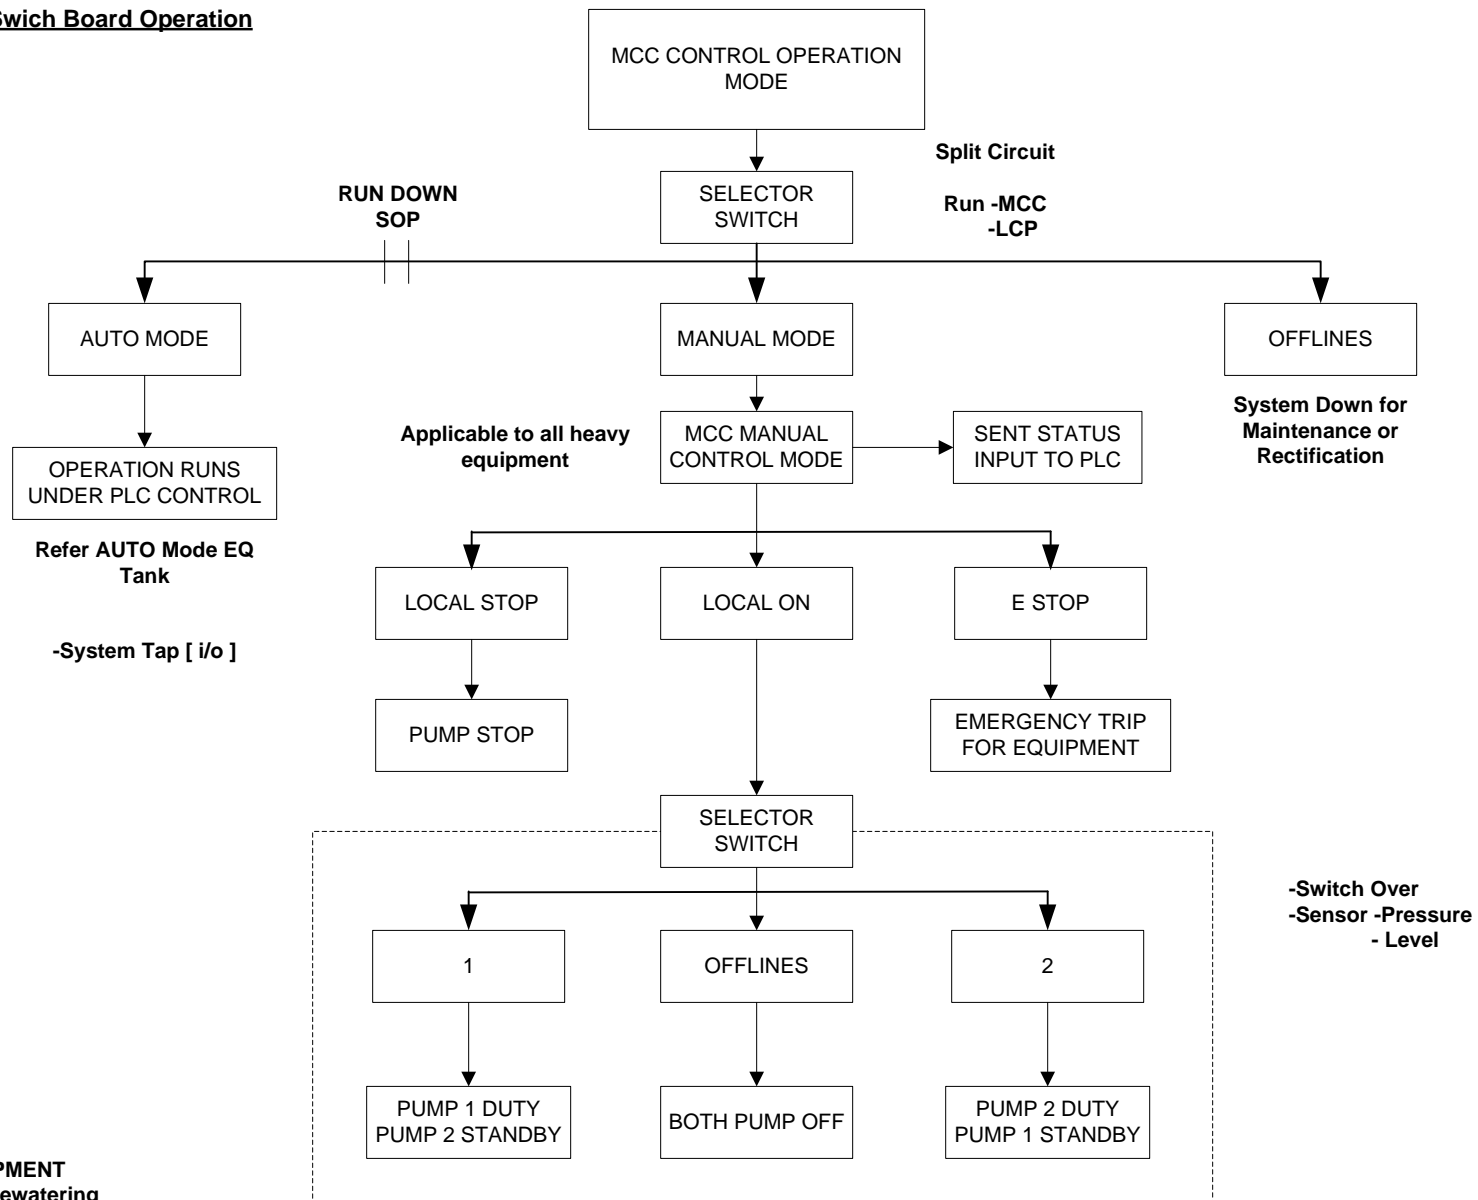 Swich Board Operation
MCC CONTROL OPERATION
MODE
Split Circuit
Run -MCC
-LCP
RUN DOWN
SOP
SELECTOR
SWITCH
AUTO MODE
MANUAL MODE
OFFLINES
System Down for
Maintenance or
Rectification
Applicable to all heavy
equipment
MCC MANUAL
CONTROL MODE
SENT STATUS
INPUT TO PLC
OPERATION RUNS
UNDER PLC CONTROL
Refer AUTO Mode EQ
Tank
-System Tap [ i/o ]
LOCAL STOP
LOCAL ON
E STOP
PUMP STOP
EMERGENCY TRIP
FOR EQUIPMENT
SELECTOR
SWITCH
-Switch Over
-Sensor -Pressure
- Level
1
OFFLINES
2
PUMP 1 DUTY
PUMP 2 STANDBY
BOTH PUMP OFF
PUMP 2 DUTY
PUMP 1 STANDBY
PMENT
ewatering